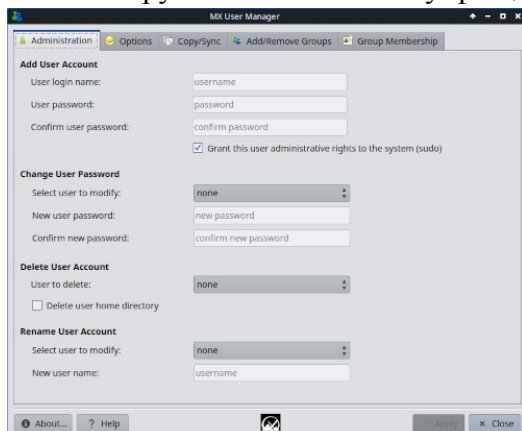 MX User Manager
Administration Options Copy/Sync Add/Remove Groups Group Membership
Add User Account
User login name: username
User password: password
Confirm user password: confirm password
Grant this user administrative rights to the system (sudo)
Change User Password
Select user to modify: none
New user password: new password
Confirm new password: confirm new password
Delete User Account
User to delete: none
Delete user home directory
Rename User Account
Select user to modify: none
New user name: username
About... ? Help Apply × Close